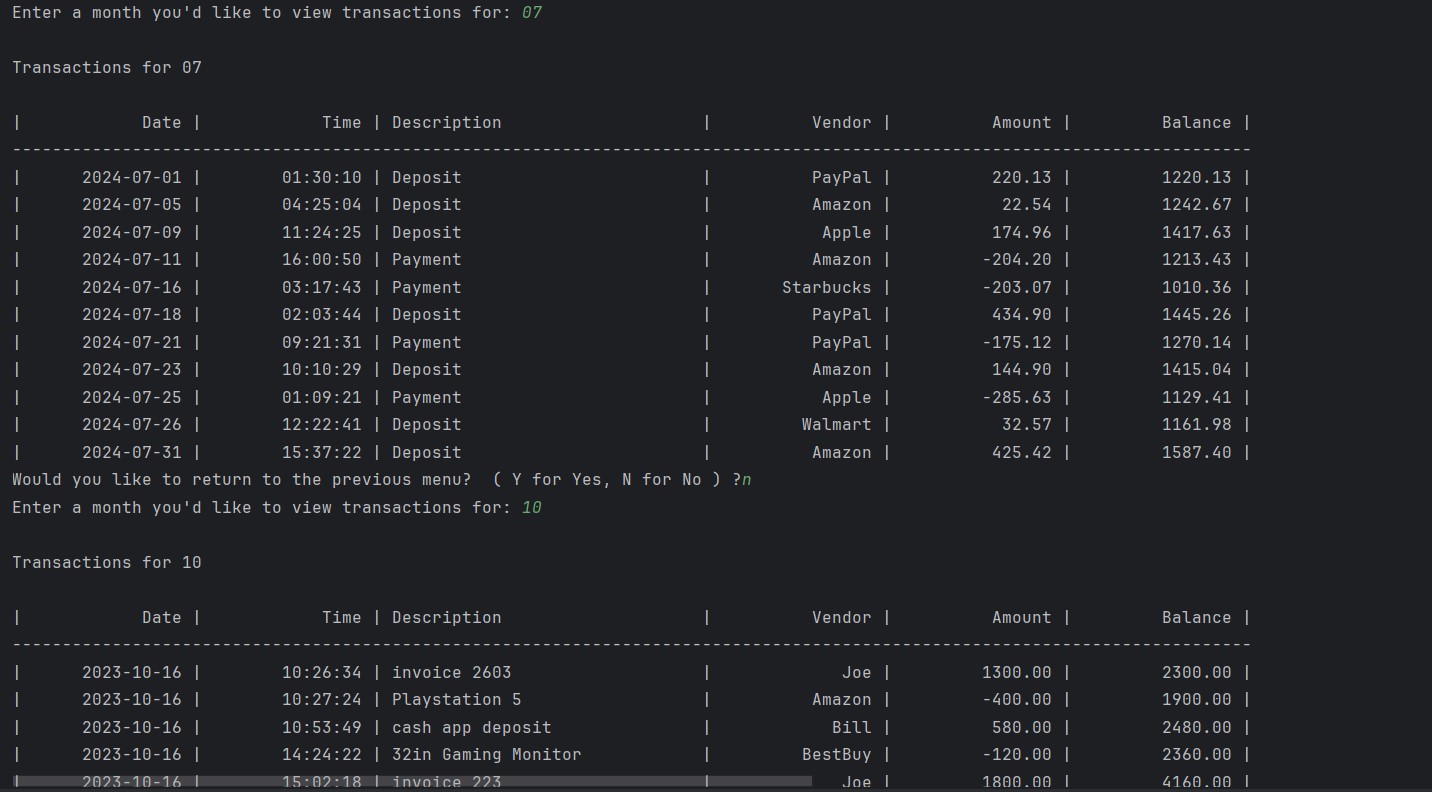 Enter a month you'd like to view transactions for: 07
Transactions for 07
| Date | Time | Description | Vendor | Amount | Balance |
----------------------------------------------------------------------------------------------------------------------------
| 2024-07-01 | 01:30:10 | Deposit | PayPal | 220.13 | 1220.13 |
| 2024-07-05 | 04:25:04 | Deposit | Amazon | 22.54 | 1242.67 |
| 2024-07-09 | 11:24:25 | Deposit | Apple | 174.96 | 1417.63 |
| 2024-07-11 | 16:00:50 | Payment | Amazon | -204.20 | 1213.43 |
| 2024-07-16 | 03:17:43 | Payment | Starbucks | -203.07 | 1010.36 |
| 2024-07-18 | 02:03:44 | Deposit | PayPal | 434.90 | 1445.26 |
| 2024-07-21 | 09:21:31 | Payment | PayPal | -175.12 | 1270.14 |
| 2024-07-23 | 10:10:29 | Deposit | Amazon | 144.90 | 1415.04 |
| 2024-07-25 | 01:09:21 | Payment | Apple | -285.63 | 1129.41 |
| 2024-07-26 | 12:22:41 | Deposit | Walmart | 32.57 | 1161.98 |
| 2024-07-31 | 15:37:22 | Deposit | Amazon | 425.42 | 1587.40 |
Would you like to return to the previous menu?  ( Y for Yes, N for No ) ?n
Enter a month you'd like to view transactions for: 10
Transactions for 10
| Date | Time | Description | Vendor | Amount | Balance |
----------------------------------------------------------------------------------------------------------------------------
| 2023-10-16 | 10:26:34 | invoice 2603 | Joe | 1300.00 | 2300.00 |
| 2023-10-16 | 10:27:24 | Playstation 5 | Amazon | -400.00 | 1900.00 |
| 2023-10-16 | 10:53:49 | cash app deposit | Bill | 580.00 | 2480.00 |
| 2023-10-16 | 14:24:22 | 32in Gaming Monitor | BestBuy | -120.00 | 2360.00 |
| 2023-10-16 | 15:02:18 | invoice 223 | Joe | 1800.00 | 4160.00 |